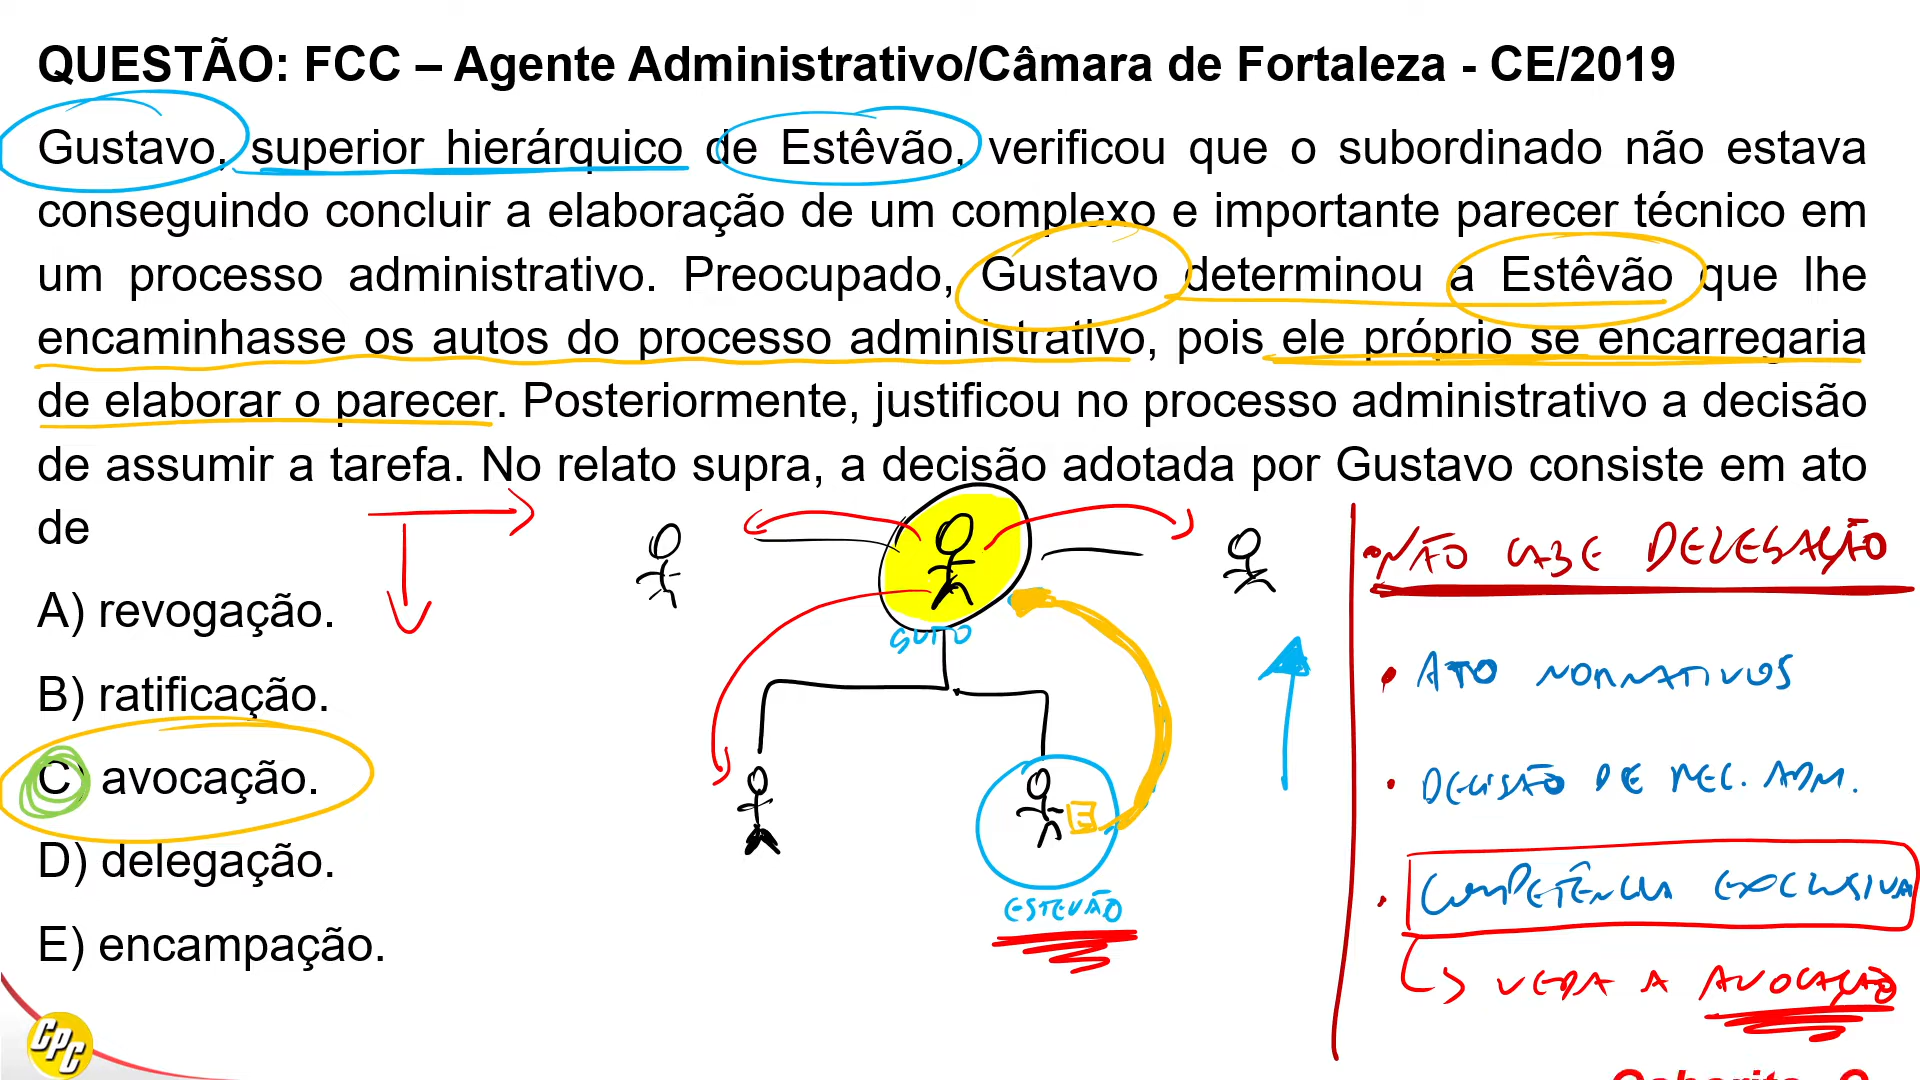 QUESTÃO: FCC – Agente Administrativo/Câmara de Fortaleza - CE/2019
Gustavo, superior hierárquico de Estêvão, verificou que o subordinado não estava
conseguindo concluir a elaboração de um complexo e importante parecer técnico em
um processo administrativo. Preocupado, Gustavo determinou a Estêvão que lhe
encaminhasse os autos do processo administrativo, pois ele próprio se encarregaria
de elaborar o parecer. Posteriormente, justificou no processo administrativo a decisão
de assumir a tarefa. No relato supra, a decisão adotada por Gustavo consiste em ato
de
A) revogação.
B) ratificação.
C) avocação.
D) delegação.
E) encampação.
E
ESTEVÃO
NÃO CABE DELEGAÇÃO
• ATO NORMATIVOS
• DECISÃO DE REC. ADM.
• COMPETÊNCIA EXCLUSIVA
VEDA A AVOCAÇÃO
CPC